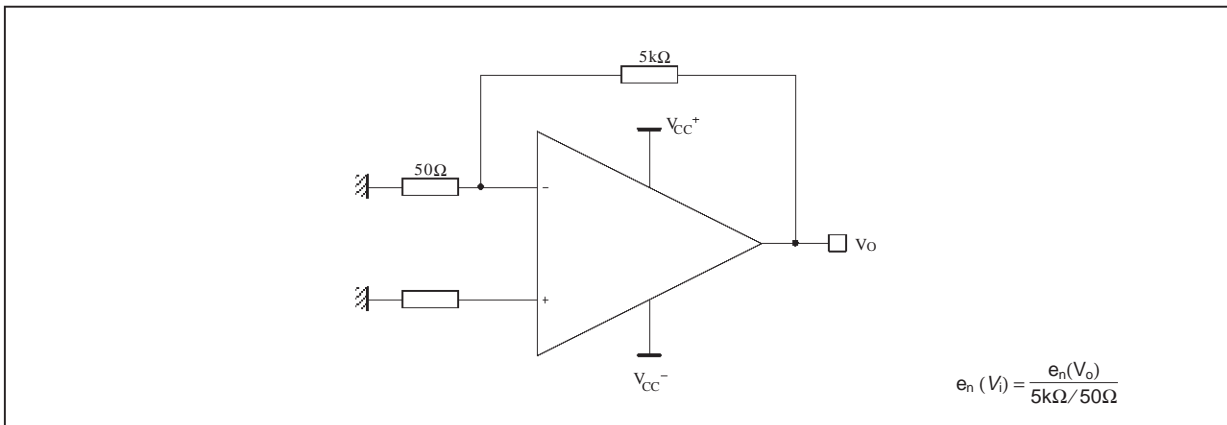 5kΩ
VCC+
50Ω
−
VO
+
VCC−
en (Vi) = en(Vo) / 5kΩ/50Ω